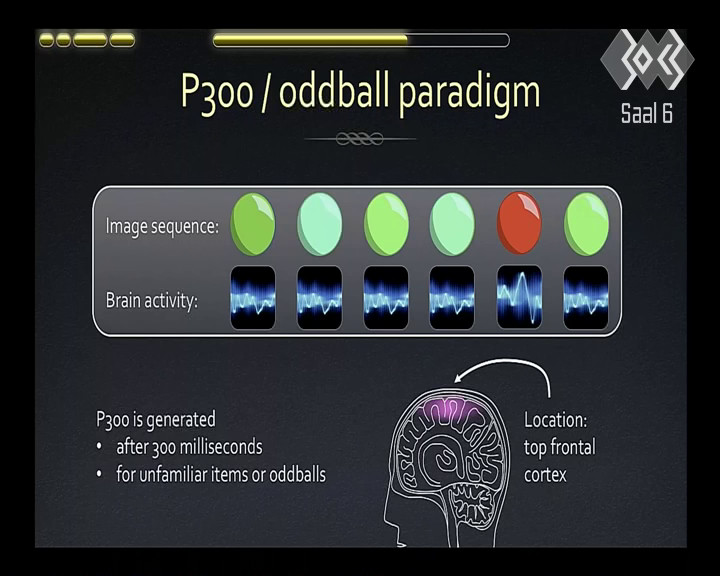 P300 / oddball paradigm
Saal 6
Image sequence:
Brain activity:
P300 is generated
• after 300 milliseconds
• for unfamiliar items or oddballs
Location:
top frontal
cortex